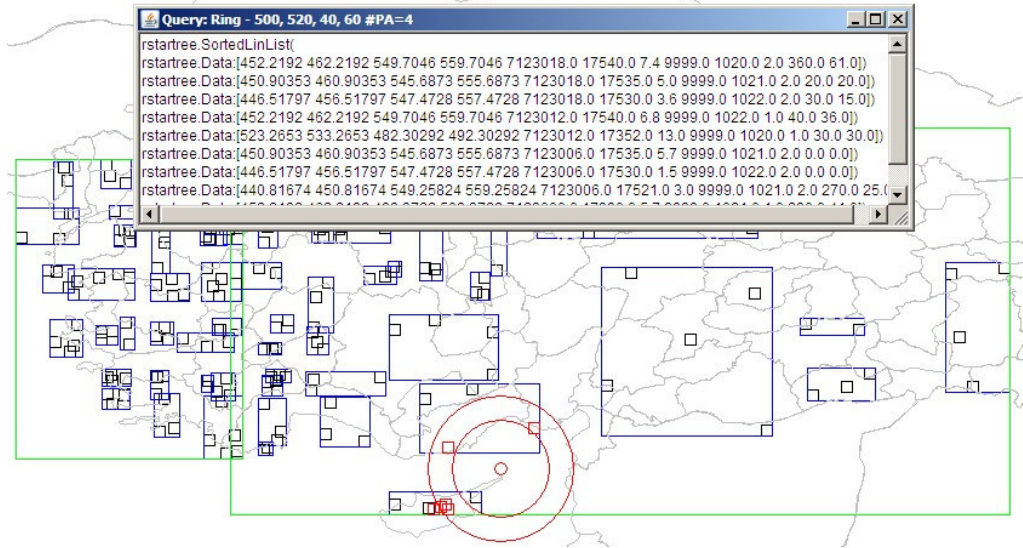 Query: Ring - 500, 520, 40, 60 #PA=4
rstartree.SortedLinList(
rstartree.Data:[452.2192 462.2192 549.7046 559.7046 7123018.0 17540.0 7.4 9999.0 1020.0 2.0 360.0 61.0])
rstartree.Data:[450.90353 460.90353 545.6873 555.6873 7123018.0 17535.0 5.0 9999.0 1021.0 2.0 20.0 20.0])
rstartree.Data:[446.51797 456.51797 547.4728 557.4728 7123018.0 17530.0 3.6 9999.0 1022.0 2.0 30.0 15.0])
rstartree.Data:[452.2192 462.2192 549.7046 559.7046 7123012.0 17540.0 6.8 9999.0 1022.0 1.0 40.0 36.0])
rstartree.Data:[523.2653 533.2653 482.30292 492.30292 7123012.0 17352.0 13.0 9999.0 1020.0 1.0 30.0 30.0])
rstartree.Data:[450.90353 460.90353 545.6873 555.6873 7123006.0 17535.0 5.7 9999.0 1021.0 2.0 0.0 0.0])
rstartree.Data:[446.51797 456.51797 547.4728 557.4728 7123006.0 17530.0 1.5 9999.0 1022.0 2.0 0.0 0.0])
rstartree.Data:[440.81674 450.81674 549.25824 559.25824 7123006.0 17521.0 3.0 9999.0 1021.0 2.0 270.0 25.0